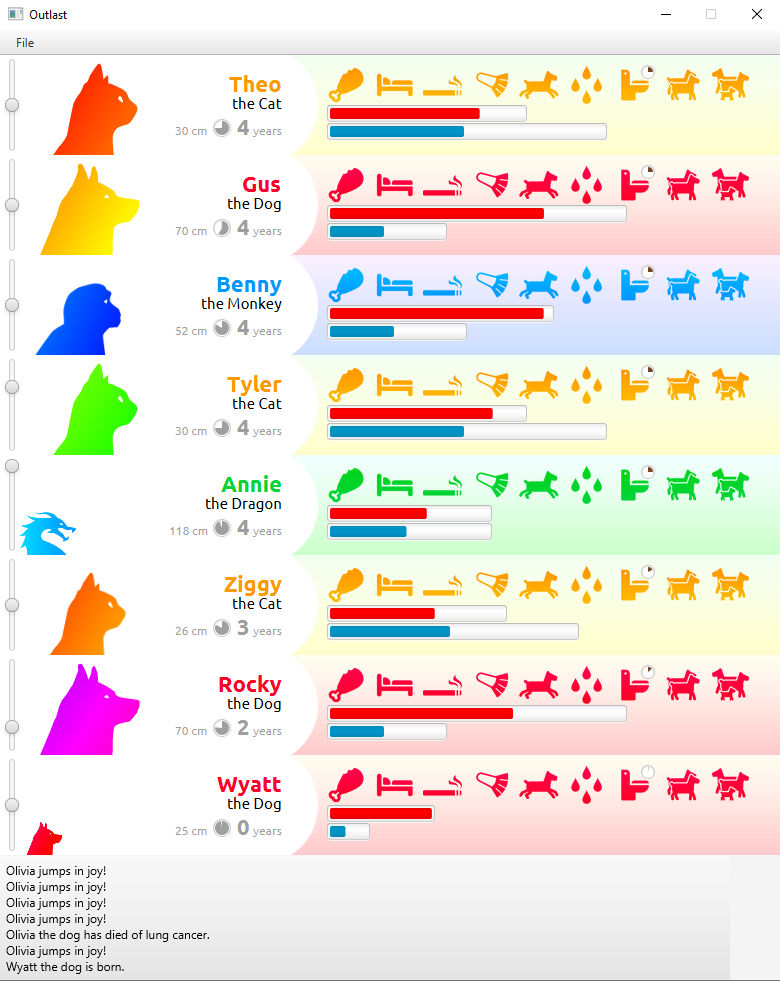 Outlast
File
Theo
the Cat
30 cm 4 years
Gus
the Dog
70 cm 4 years
Benny
the Monkey
52 cm 4 years
Tyler
the Cat
30 cm 4 years
Annie
the Dragon
118 cm 4 years
Ziggy
the Cat
26 cm 3 years
Rocky
the Dog
70 cm 2 years
Wyatt
the Dog
25 cm 0 years
Olivia jumps in joy!
Olivia jumps in joy!
Olivia jumps in joy!
Olivia jumps in joy!
Olivia the dog has died of lung cancer.
Olivia jumps in joy!
Wyatt the dog is born.